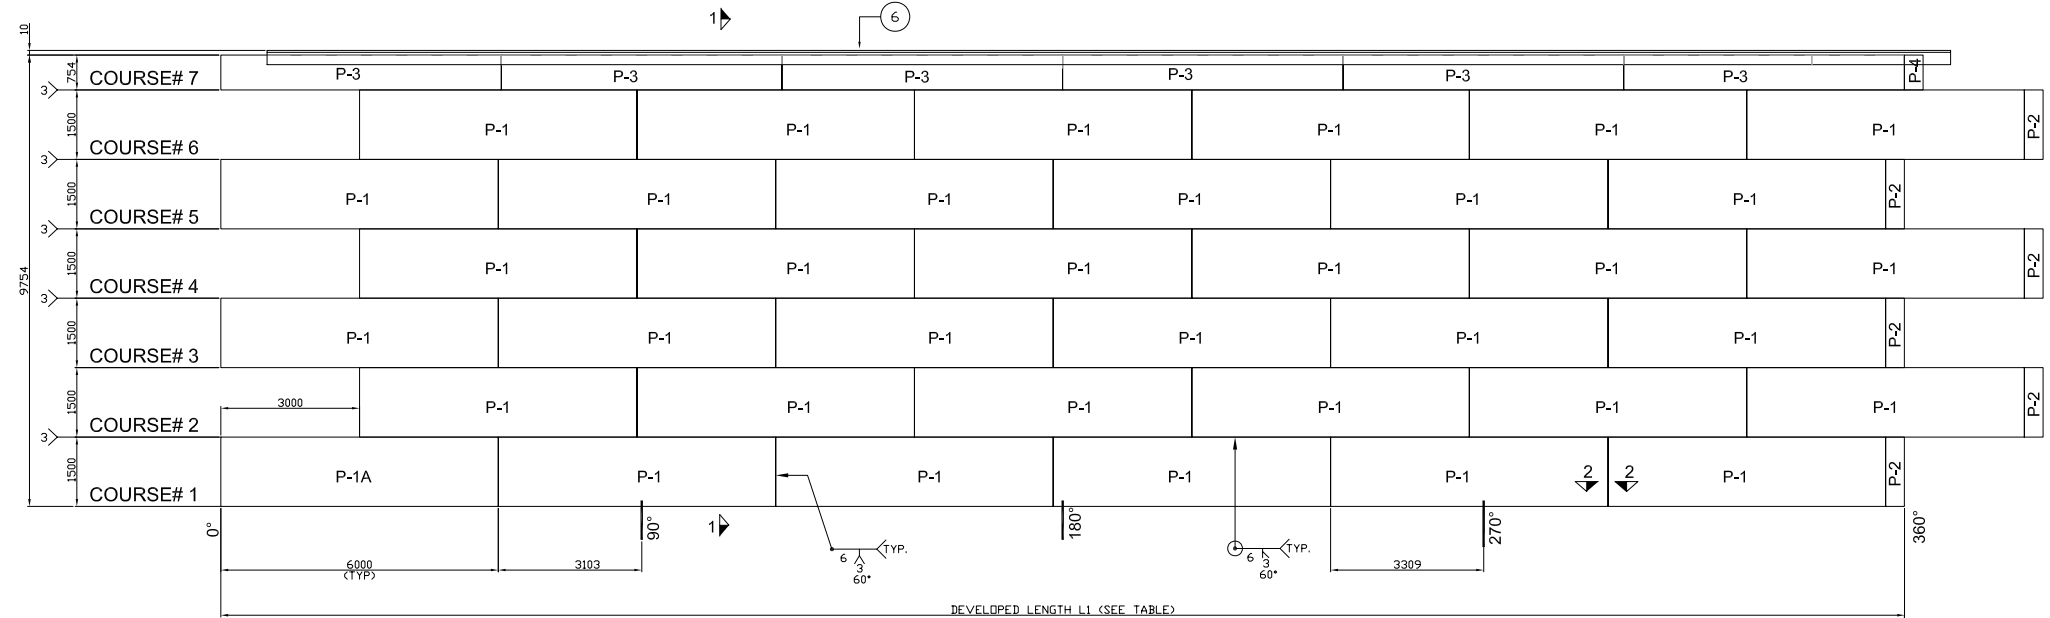 1
6
10
754
COURSE# 7
P-3
P-3
P-3
P-3
P-3
P-3
P-4
3
1500
COURSE# 6
P-1
P-1
P-1
P-1
P-1
P-1
P-2
3
1500
COURSE# 5
P-1
P-1
P-1
P-1
P-1
P-1
P-2
3
9754
1500
COURSE# 4
P-1
P-1
P-1
P-1
P-1
P-1
P-2
3
1500
COURSE# 3
P-1
P-1
P-1
P-1
P-1
P-1
P-2
1500
COURSE# 2
3000
P-1
P-1
P-1
P-1
P-1
P-1
P-2
3
1500
COURSE# 1
P-1A
P-1
P-1
P-1
P-1
2
2
P-1
P-2
0°
90°
1
180°
270°
360°
6
3
60°
TYP.
6
3
60°
TYP.
6000
(TYP)
3103
3309
DEVELOPED LENGTH L1 (SEE TABLE)